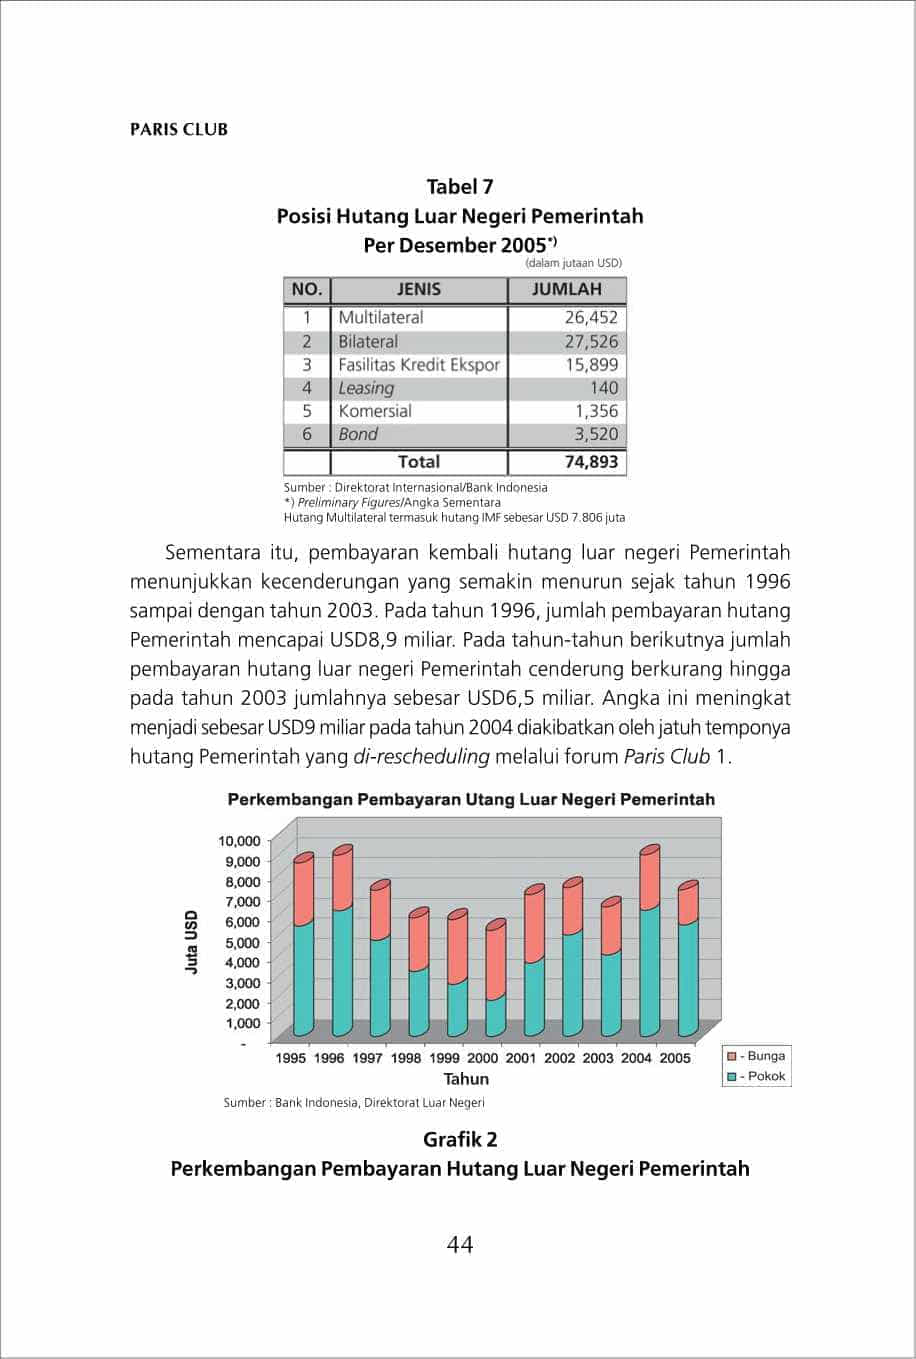 PARIS CLUB
Tabel 7
Posisi Hutang Luar Negeri Pemerintah
Per Desember 2005*)
(dalam jutaan USD)
NO. JENIS JUMLAH
1 Multilateral 26,452
2 Bilateral 27,526
3 Fasilitas Kredit Ekspor 15,899
4 Leasing 140
5 Komersial 1,356
6 Bond 3,520
Total 74,893
Sumber : Direktorat Internasional/Bank Indonesia
*) Preliminary Figures/Angka Sementara
Hutang Multilateral termasuk hutang IMF sebesar USD 7.806 juta
Sementara itu, pembayaran kembali hutang luar negeri Pemerintah
menunjukkan kecenderungan yang semakin menurun sejak tahun 1996
sampai dengan tahun 2003. Pada tahun 1996, jumlah pembayaran hutang
Pemerintah mencapai USD8,9 miliar. Pada tahun-tahun berikutnya jumlah
pembayaran hutang luar negeri Pemerintah cenderung berkurang hingga
pada tahun 2003 jumlahnya sebesar USD6,5 miliar. Angka ini meningkat
menjadi sebesar USD9 miliar pada tahun 2004 diakibatkan oleh jatuh temponya
hutang Pemerintah yang di-rescheduling melalui forum Paris Club 1.
Perkembangan Pembayaran Utang Luar Negeri Pemerintah
10,000
9,000
8,000
7,000
6,000
5,000
4,000
3,000
2,000
1,000
-
Juta USD
1995 1996 1997 1998 1999 2000 2001 2002 2003 2004 2005
Tahun
- Bunga
- Pokok
Sumber : Bank Indonesia, Direktorat Luar Negeri
Grafik 2
Perkembangan Pembayaran Hutang Luar Negeri Pemerintah
44